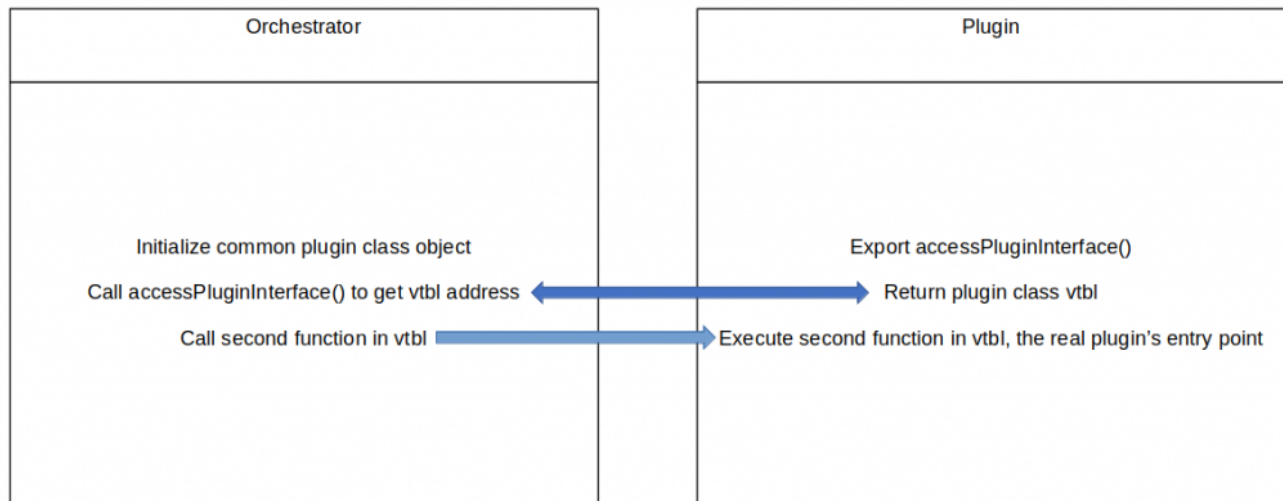 Orchestrator
Plugin
Initialize common plugin class object
Export accessPluginInterface()
Call accessPluginInterface() to get vtbl address
Return plugin class vtbl
Call second function in vtbl
Execute second function in vtbl, the real plugin's entry point